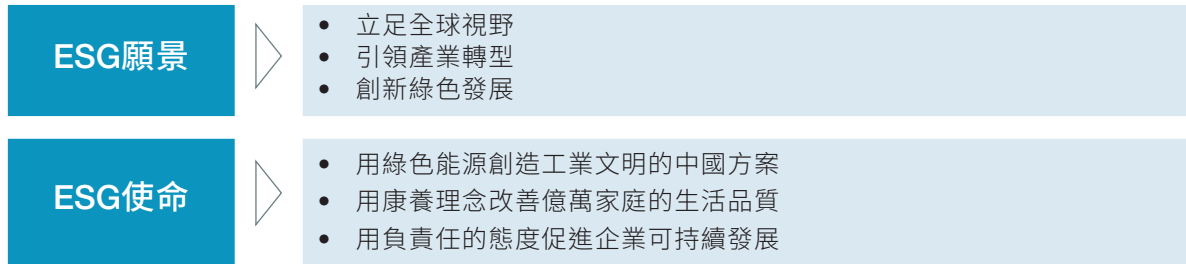 ESG願景
• 立足全球視野
• 引領產業轉型
• 創新綠色發展
ESG使命
• 用綠色能源創造工業文明的中國方案
• 用康養理念改善億萬家庭的生活品質
• 用負責任的態度促進企業可持續發展